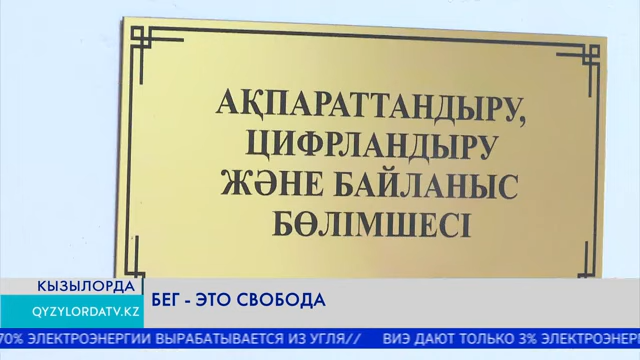 АҚПАРАТТАНДЫРУ,
ЦИФРЛАНДЫРУ
ЖӘНЕ БАЙЛАНЫС
БӨЛІМШЕСІ
КЫЗЫЛОРДА
БЕГ - ЭТО СВОБОДА
QYZYLORDATV.KZ
70% ЭЛЕКТРОЭНЕРГИИ ВЫРАБАТЫВАЕТСЯ ИЗ УГЛЯ// ВИЭ ДАЮТ ТОЛЬКО 3% ЭЛЕКТРОЭНЕР